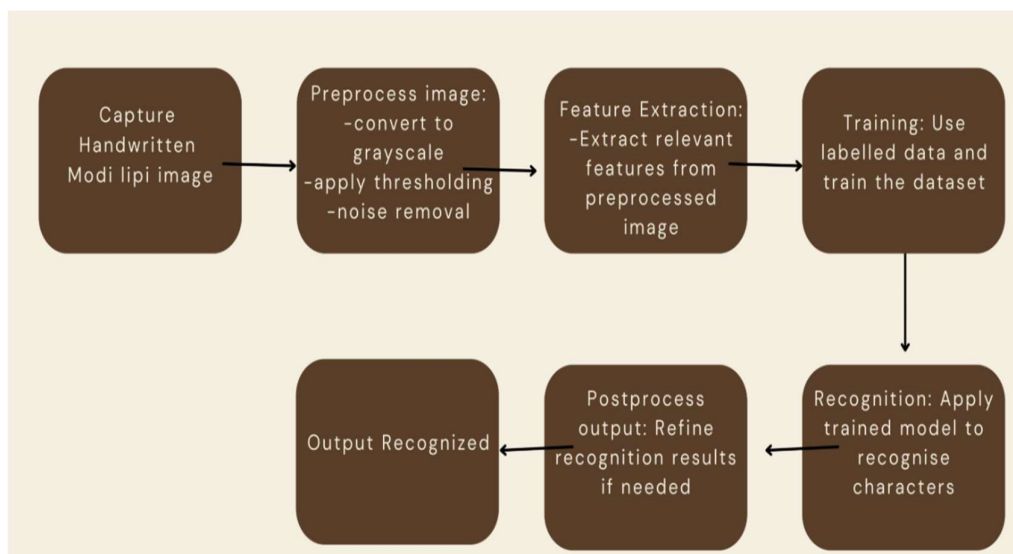 Capture
Handwritten
Modi lipi image
Preprocess image:
-convert to
grayscale
-apply thresholding
-noise removal
Feature Extraction:
-Extract relevant
features from
preprocessed
image
Training: Use
labelled data and
train the dataset
Recognition: Apply
trained model to
recognise
characters
Postprocess
output: Refine
recognition results
if needed
Output Recognized